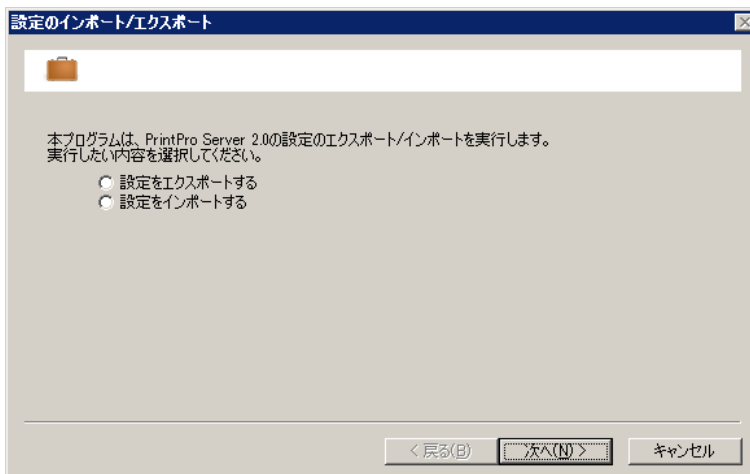 設定のインポート/エクスポート
本プログラムは、PrintPro Server 2.0の設定のエクスポート/インポートを実行します。
実行したい内容を選択してください。
設定をエクスポートする
設定をインポートする
< 戻る(B)
次へ(N) >
キャンセル